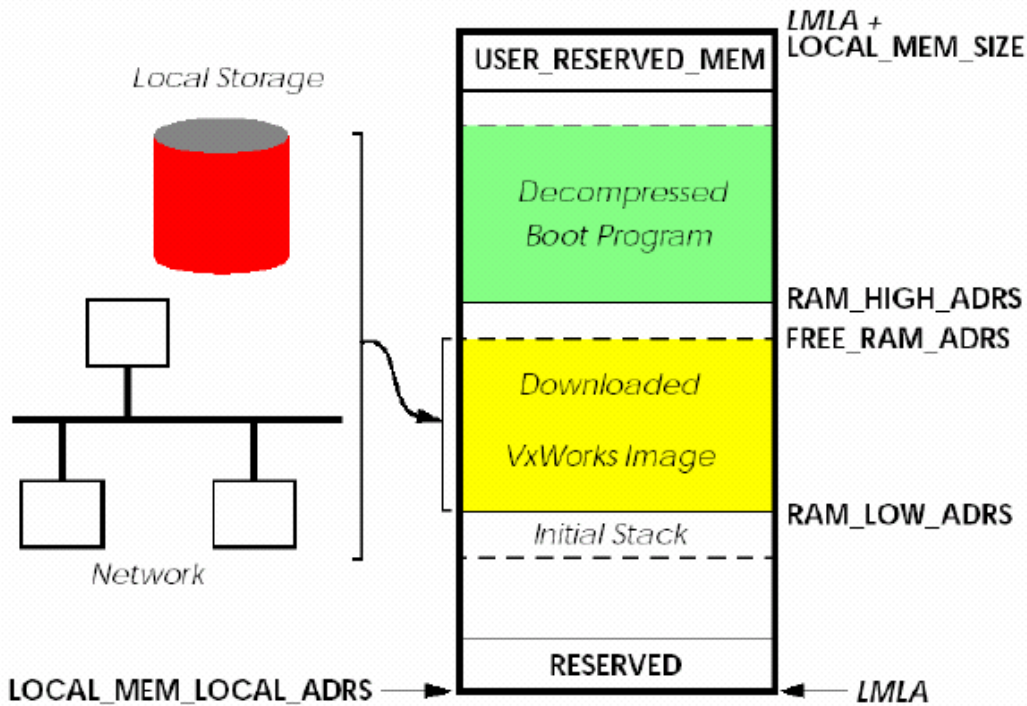 LMLA +
LOCAL_MEM_SIZE
USER_RESERVED_MEM
Local Storage
Decompressed
Boot Program
RAM_HIGH_ADRS
FREE_RAM_ADRS
Downloaded
VxWorks Image
RAM_LOW_ADRS
Initial Stack
Network
RESERVED
LOCAL_MEM_LOCAL_ADRS
LMLA